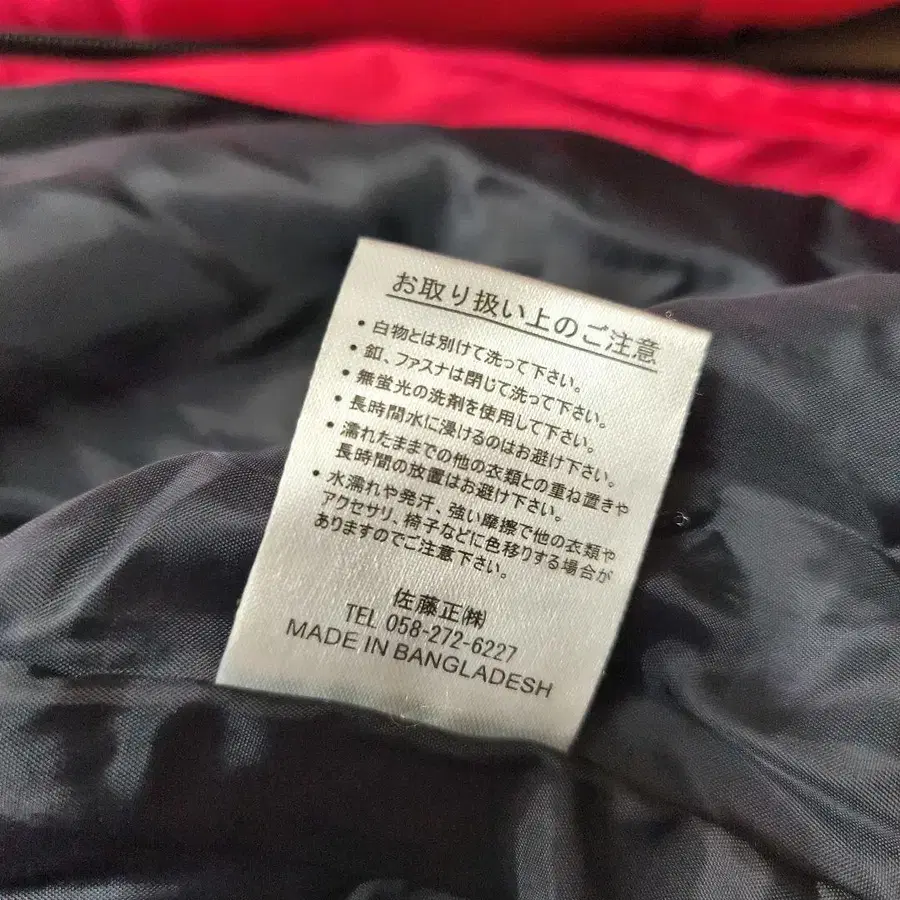 お取り扱い上のご注意
• 白物とは別けて洗って下さい。
• 釦、ファスナは閉じて洗って下さい。
• 無蛍光の洗剤を使用して下さい。
• 長時間水に浸けるのはお避け下さい。
• 濡れたままでの他の衣類との重ね置きや
長時間の放置はお避け下さい。
• 水濡れや発汗、強い摩擦で他の衣類や
アクセサリ、椅子などに色移りする場合が
ありますのでご注意下さい。
佐藤正㈱
TEL 058-272-6227
MADE IN BANGLADESH